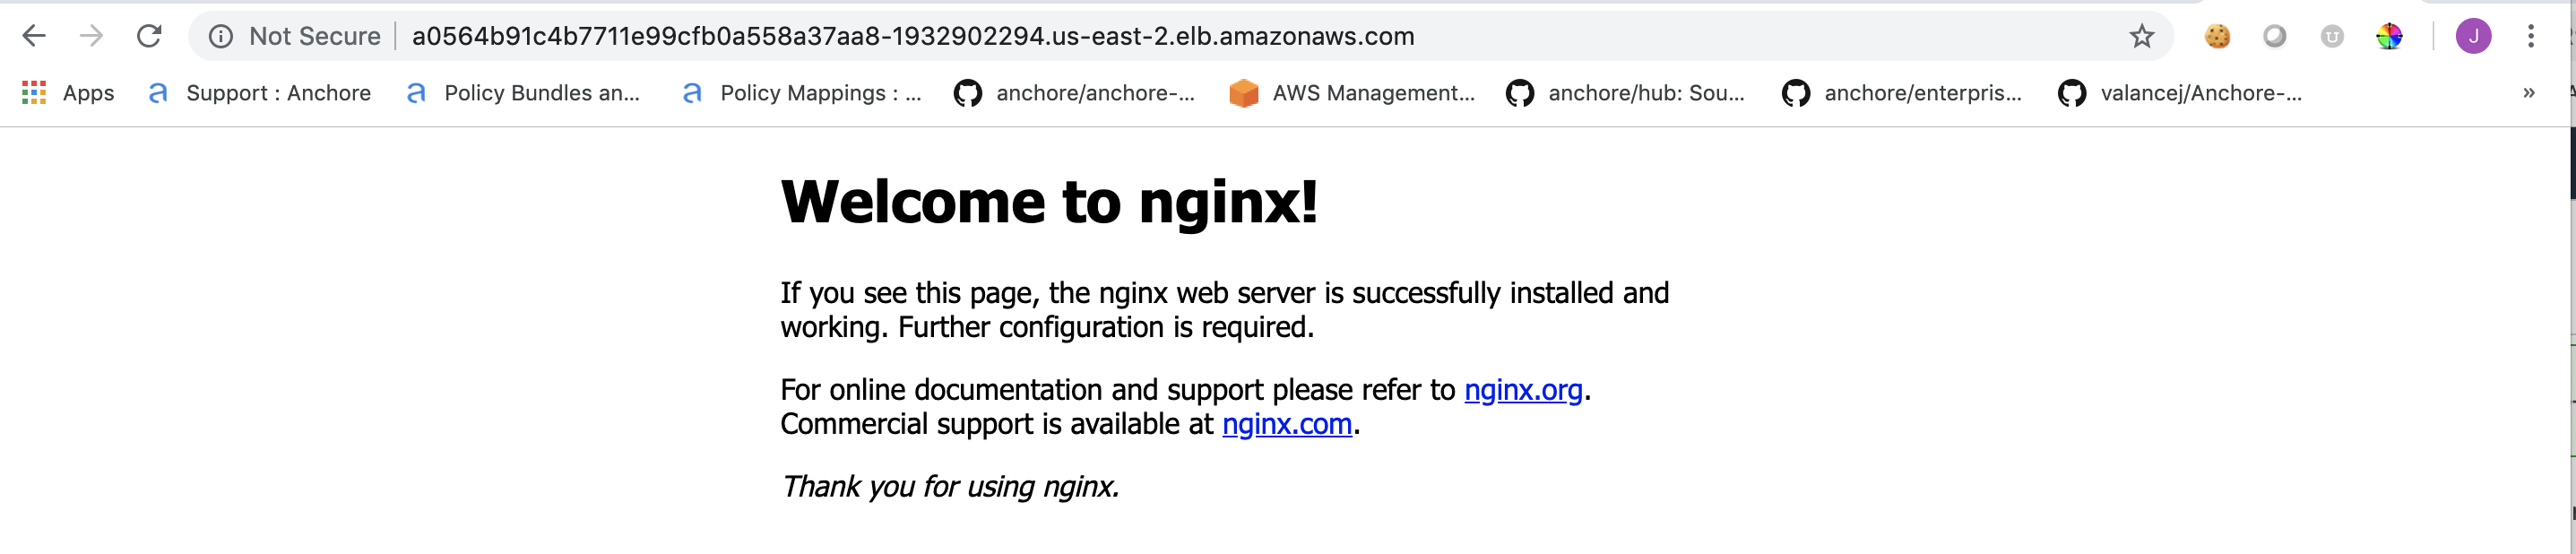 Not Secure a0564b91c4b7711e99cfb0a558a37aa8-1932902294.us-east-2.elb.amazonaws.com J
Apps Support : Anchore Policy Bundles an... Policy Mappings : ... anchore/anchore-... AWS Management... anchore/hub: Sou... anchore/enterpris... valancej/Anchore-... »
Welcome to nginx!
If you see this page, the nginx web server is successfully installed and
working. Further configuration is required.
For online documentation and support please refer to nginx.org.
Commercial support is available at nginx.com.
Thank you for using nginx.